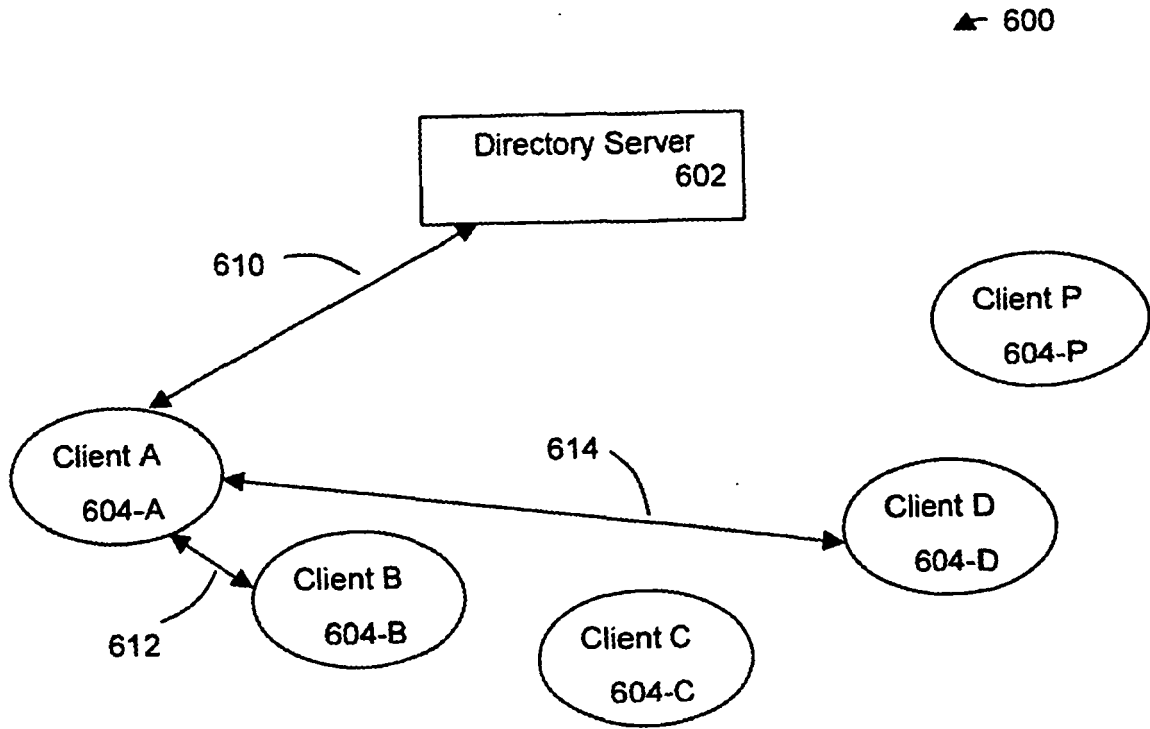 600
Directory Server
602
610
Client P
604-P
Client A
604-A
614
Client D
604-D
Client B
604-B
612
Client C
604-C